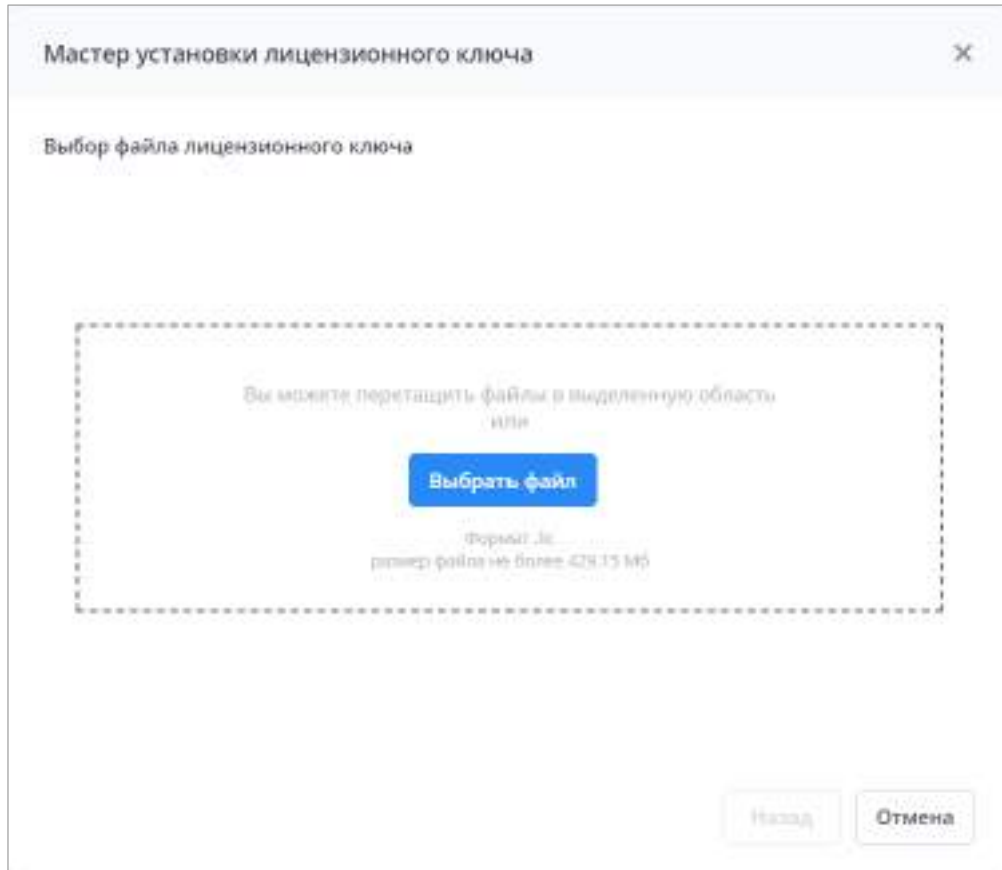 Мастер установки лицензионного ключа
Выбор файла лицензионного ключа
Вы можете перетащить файлы в выделенную область
или
Выбрать файл
Формат .lic
размер файла не более 429.15 Мб
Назад
Отмена